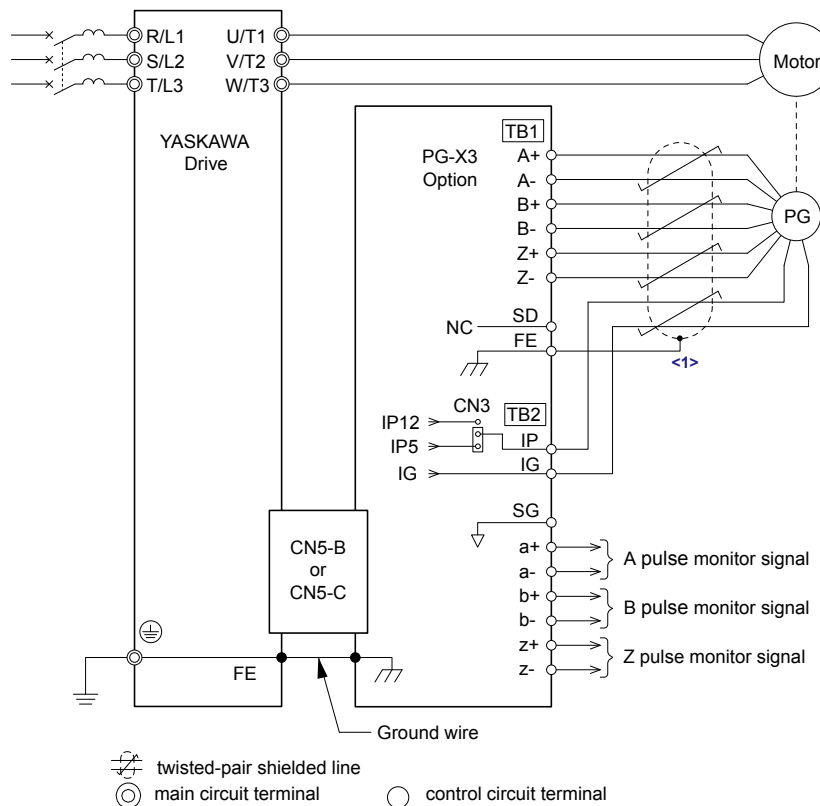 R/L1 U/T1
S/L2 V/T2
T/L3 W/T3
Motor
YASKAWA
Drive
PG-X3
Option
TB1
A+
A-
B+
B-
Z+
Z-
PG
NC SD
FE
<1>
CN3 TB2
IP12
IP5 IP
IG IG
SG
CN5-B
or
CN5-C
a+
a-
A pulse monitor signal
b+
b-
B pulse monitor signal
z+
z-
Z pulse monitor signal
FE
Ground wire
twisted-pair shielded line
main circuit terminal control circuit terminal